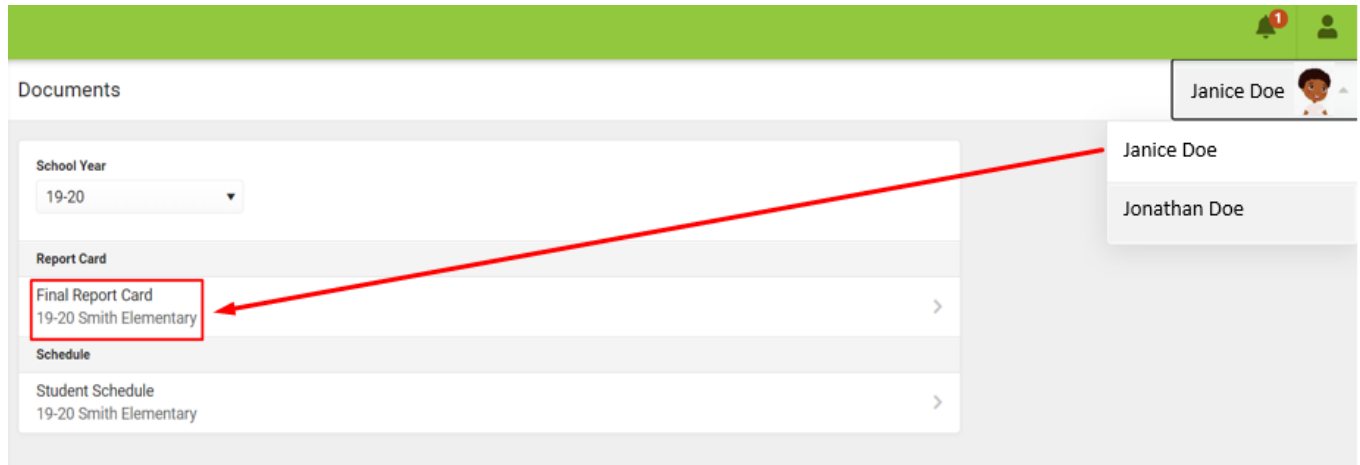 1
Documents
Janice Doe
Janice Doe
Jonathan Doe
School Year
19-20
Report Card
Final Report Card
19-20 Smith Elementary
Schedule
Student Schedule
19-20 Smith Elementary